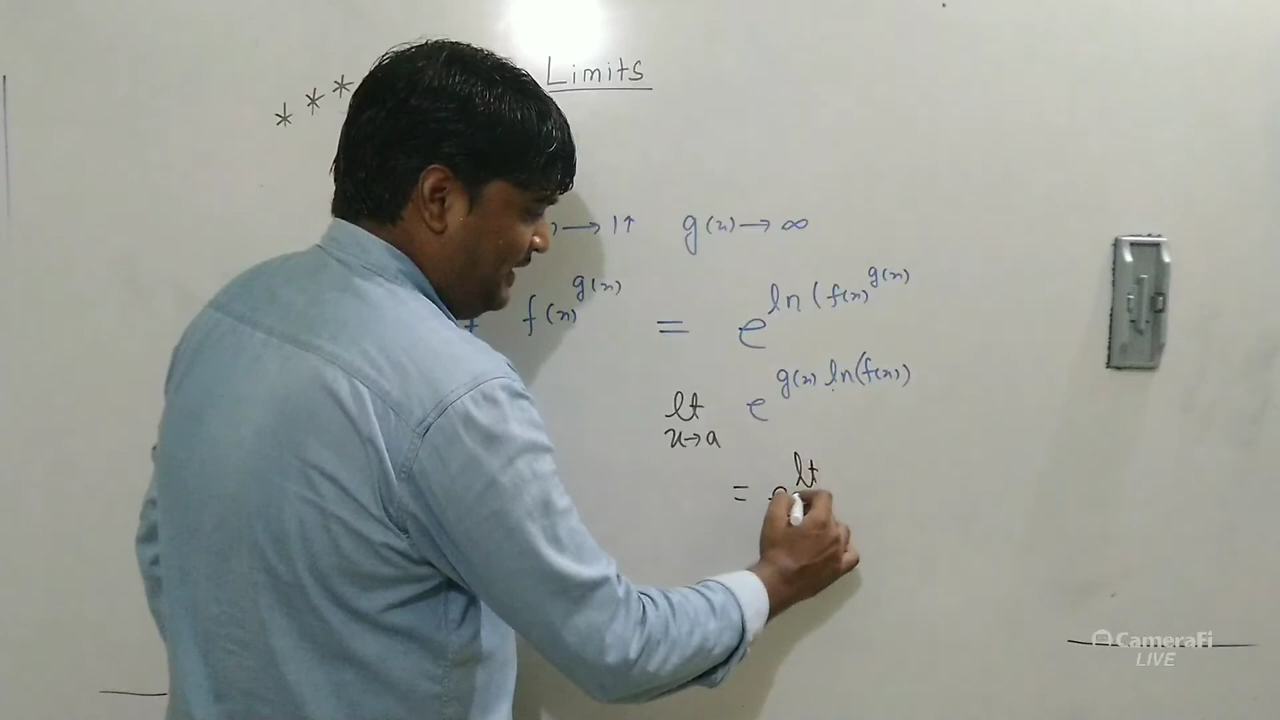 * * *
Limits
) → 1↑ g(x) → ∞
f(x)^g(x) = e^ln(f(x)^g(x)
lt e^g(x) ln(f(x))
x→a
= e^lt
CameraFi
LIVE